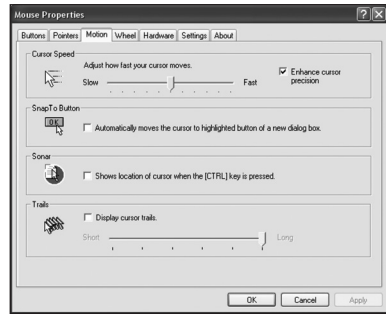 Mouse Properties
Buttons Pointers Motion Wheel Hardware Settings About
Cursor Speed
Adjust how fast your cursor moves.
Slow Fast
Enhance cursor
precision
SnapTo Button
OK
Automatically moves the cursor to highlighted button of a new dialog box.
Sonar
Shows location of cursor when the [CTRL] key is pressed.
Trails
Display cursor trails.
Short Long
OK Cancel Apply